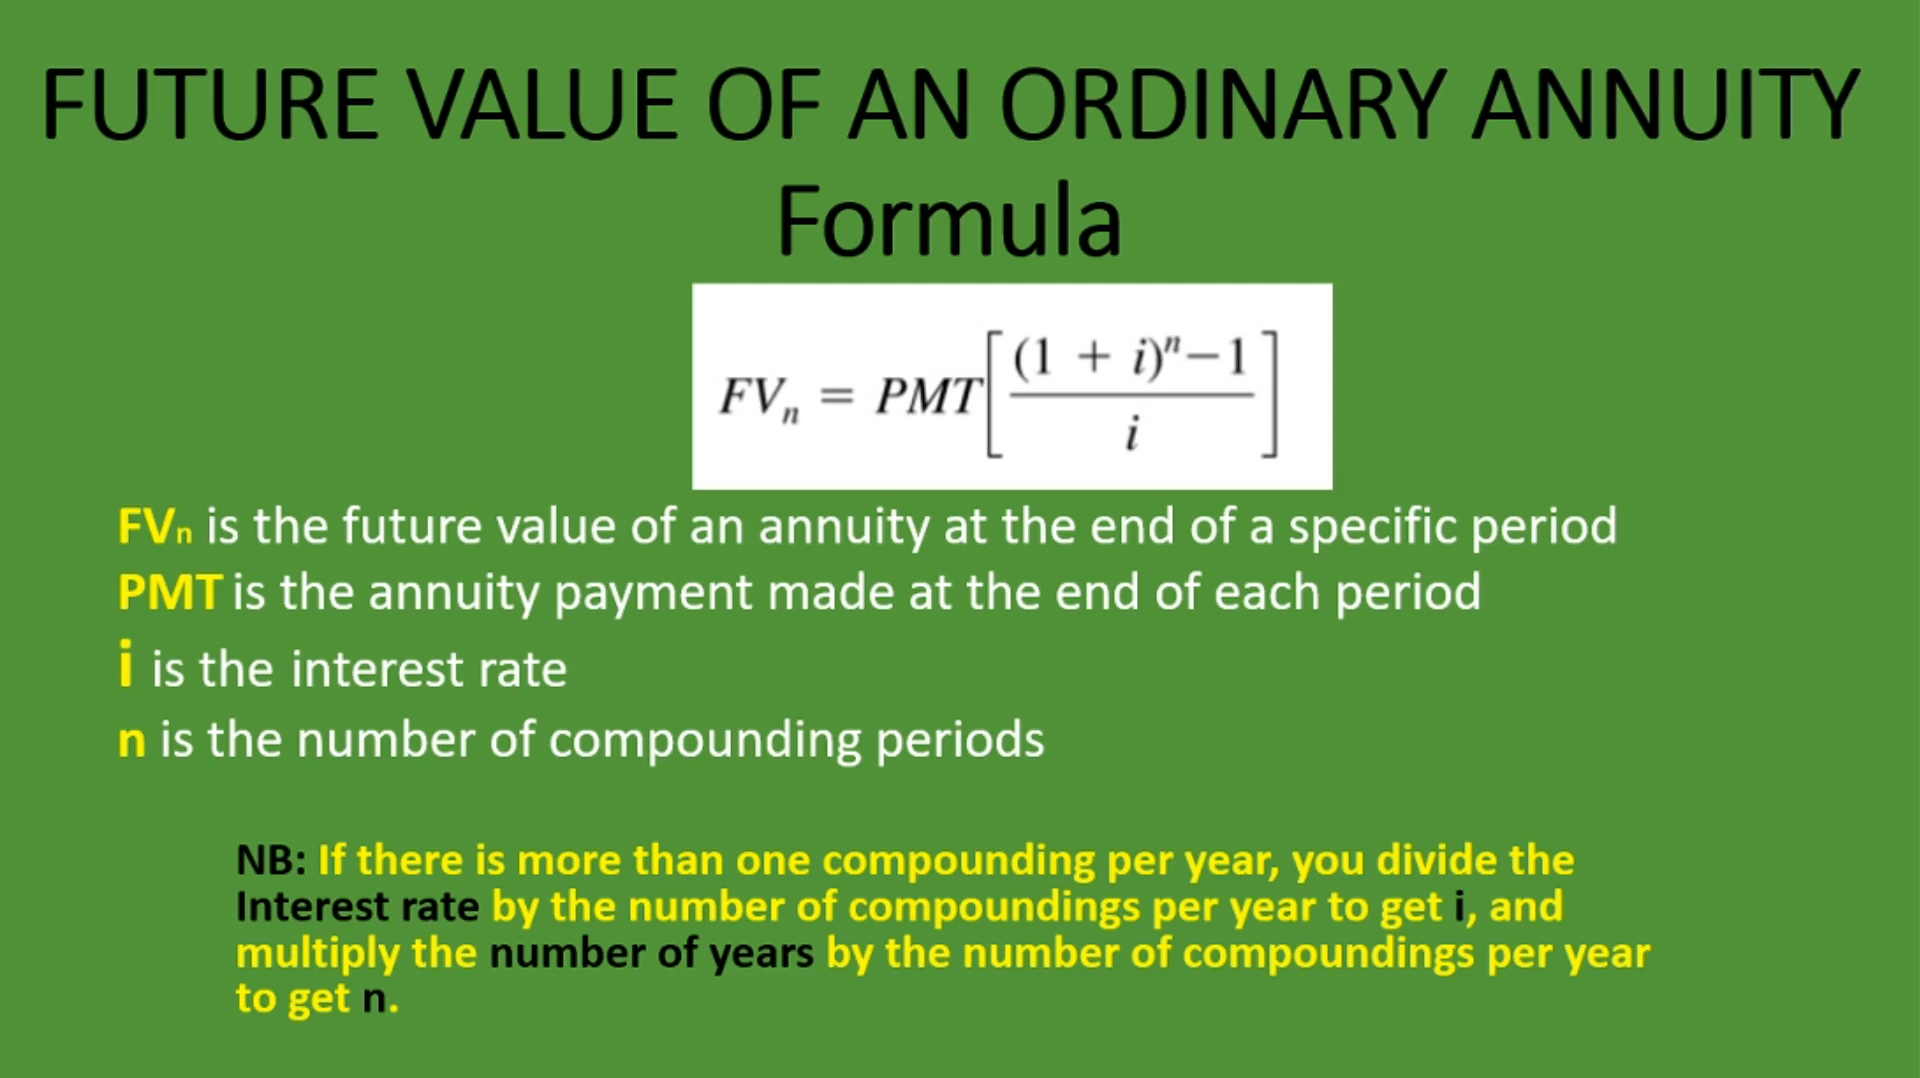 FUTURE VALUE OF AN ORDINARY ANNUITY
Formula
FVₙ = PMT[((1 + i)ⁿ−1)/i]
FVn is the future value of an annuity at the end of a specific period
PMT is the annuity payment made at the end of each period
i is the interest rate
n is the number of compounding periods
NB: If there is more than one compounding per year, you divide the
Interest rate by the number of compoundings per year to get i, and
multiply the number of years by the number of compoundings per year
to get n.